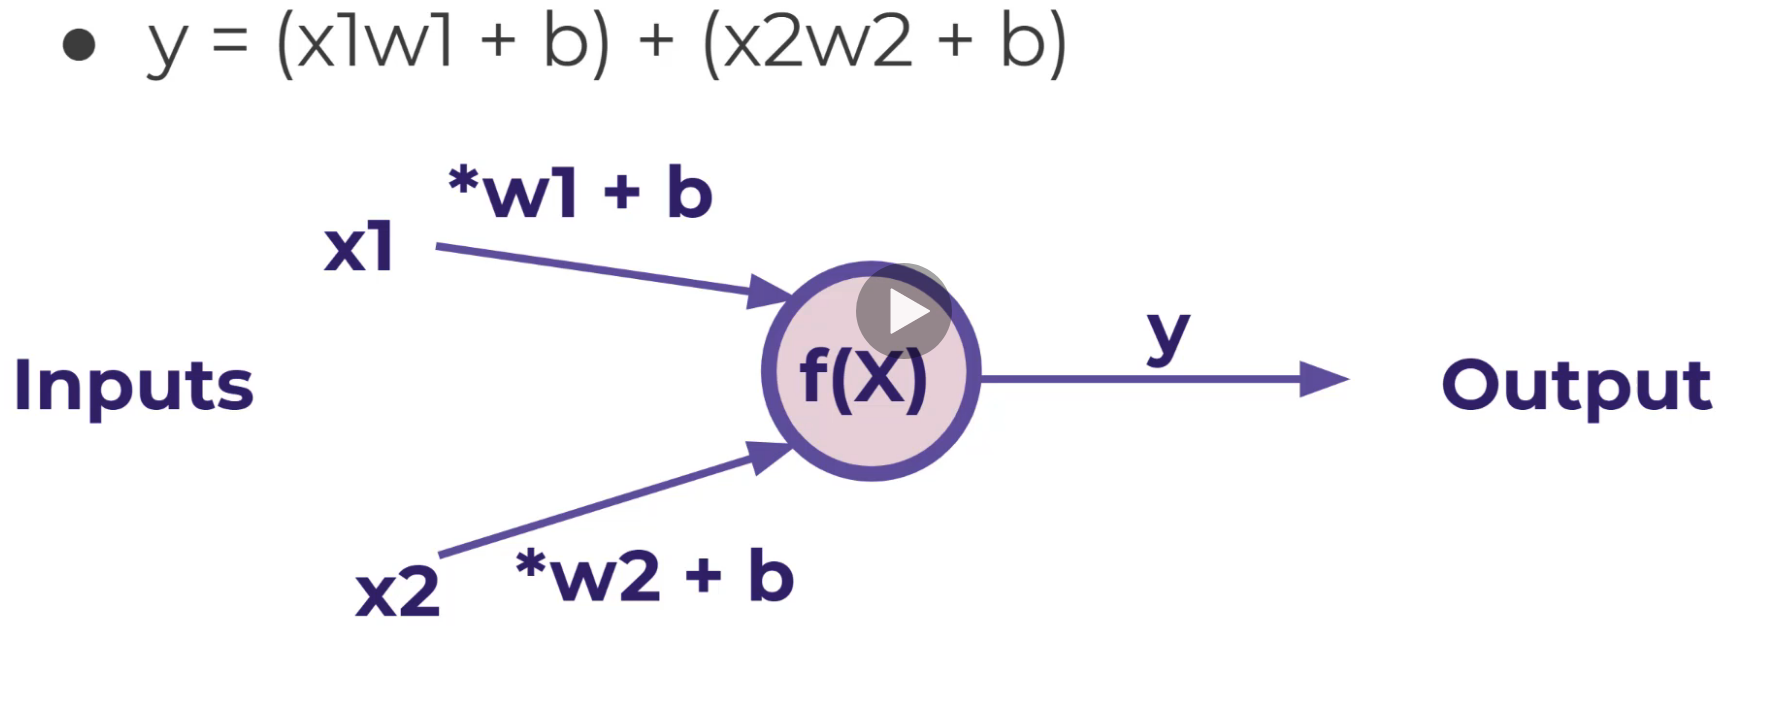 ● y = (x1w1 + b) + (x2w2 + b)
*w1 + b
x1
f(X)
y
Inputs
Output
x2
*w2 + b